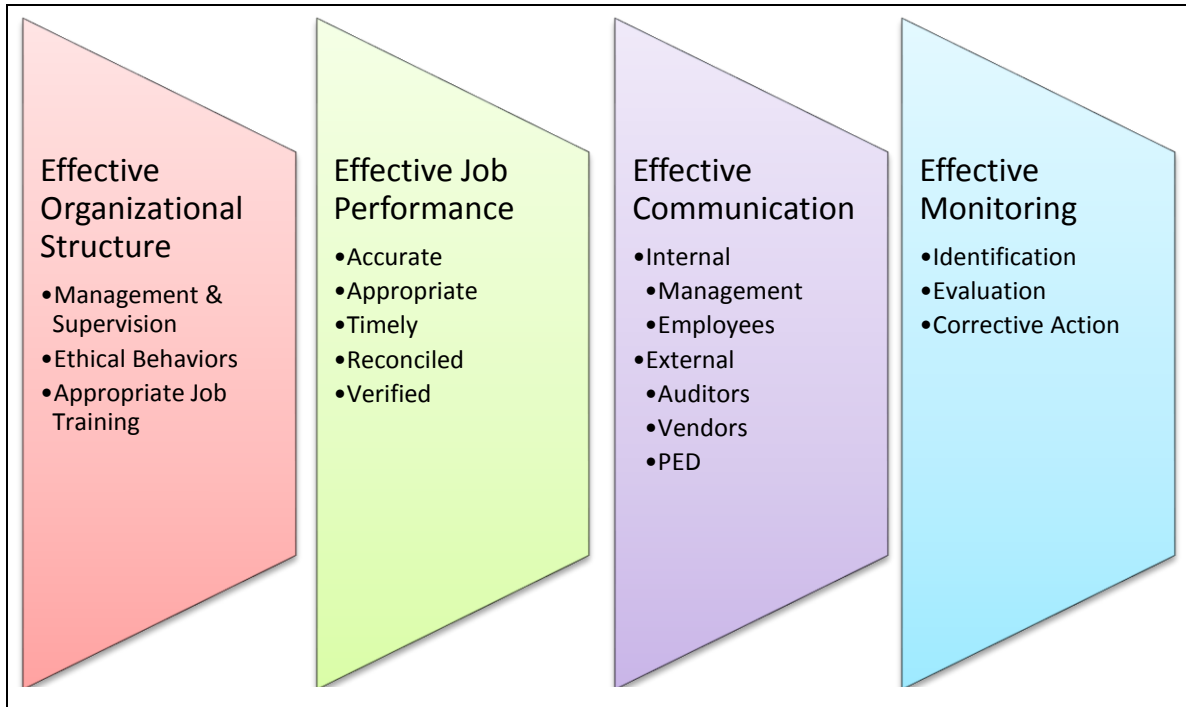 Effective
Organizational
Structure
•Management &
Supervision
•Ethical Behaviors
•Appropriate Job
Training
Effective Job
Performance
•Accurate
•Appropriate
•Timely
•Reconciled
•Verified
Effective
Communication
•Internal
•Management
•Employees
•External
•Auditors
•Vendors
•PED
Effective
Monitoring
•Identification
•Evaluation
•Corrective Action